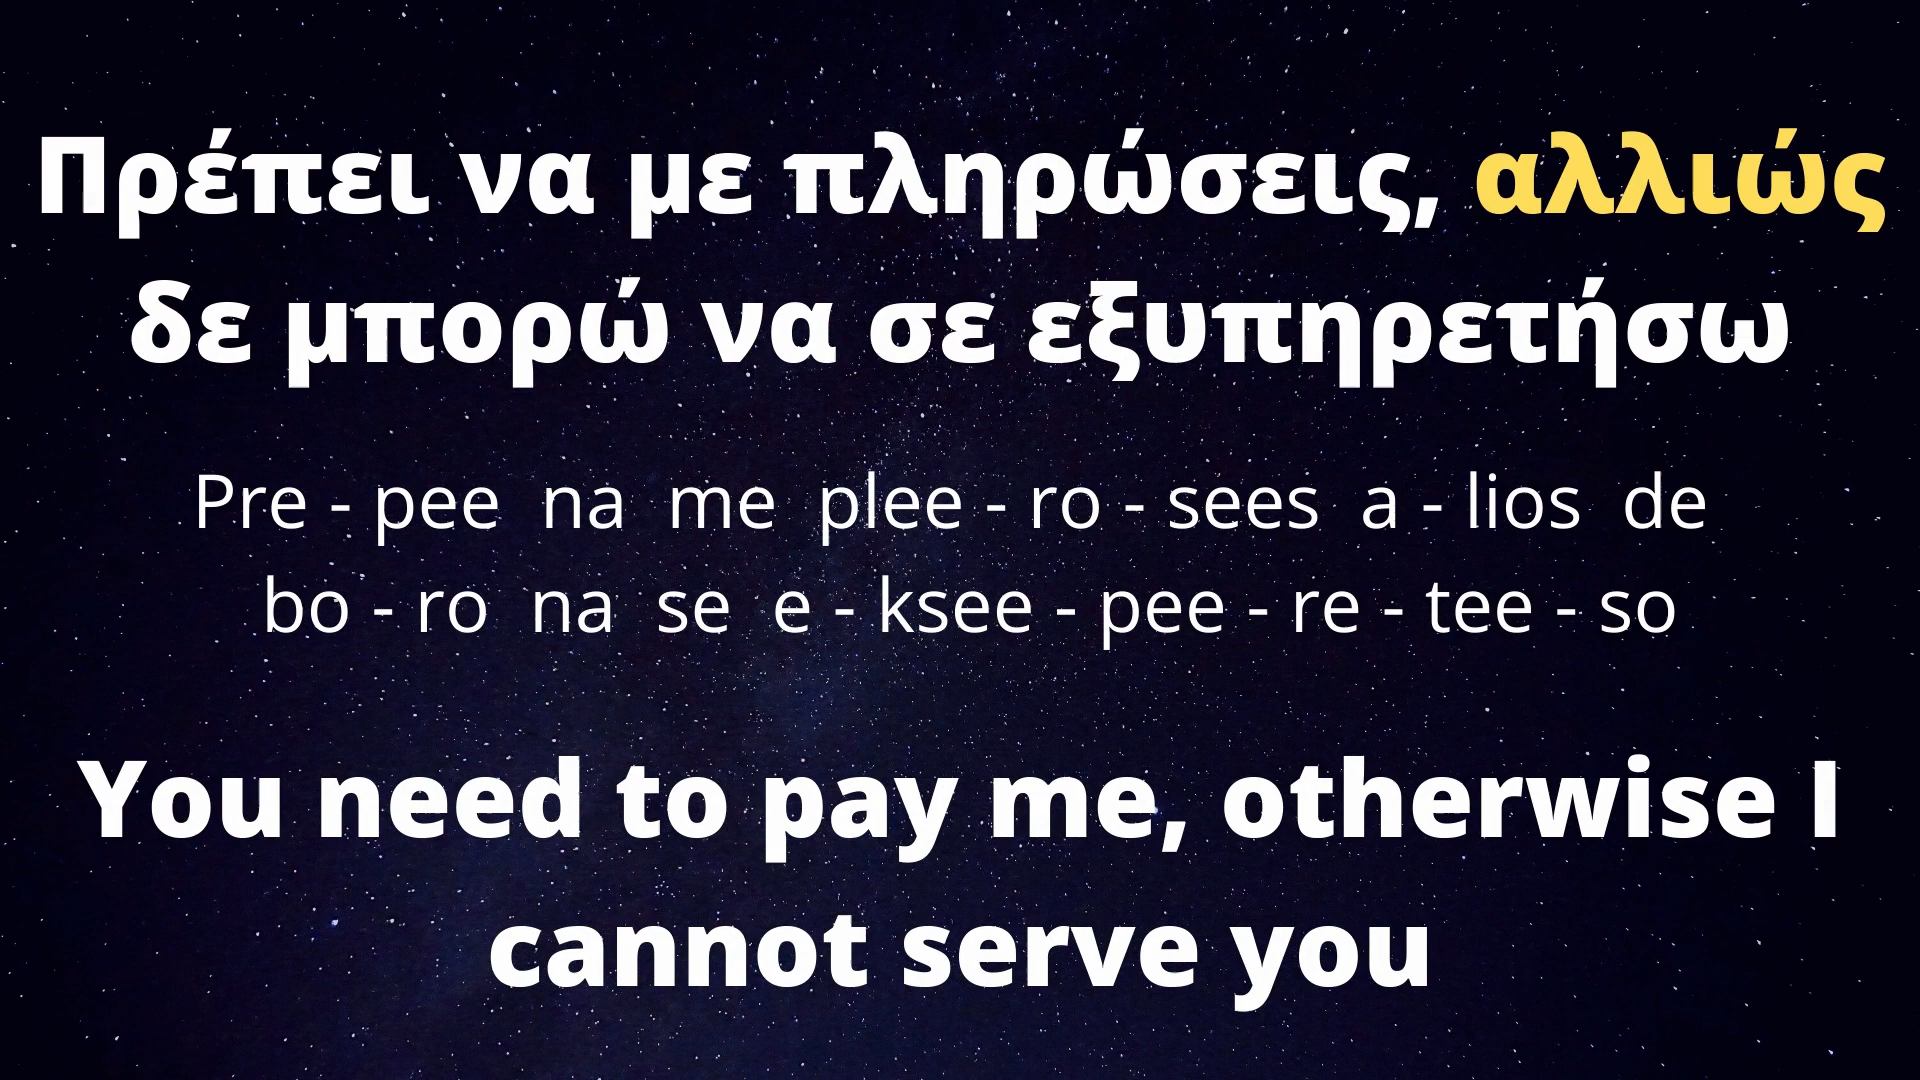 Πρέπει να με πληρώσεις, αλλιώς
δε μπορώ να σε εξυπηρετήσω
Pre - pee na me plee - ro - sees a - lios de
bo - ro na se e - ksee - pee - re - tee - so
You need to pay me, otherwise I
cannot serve you